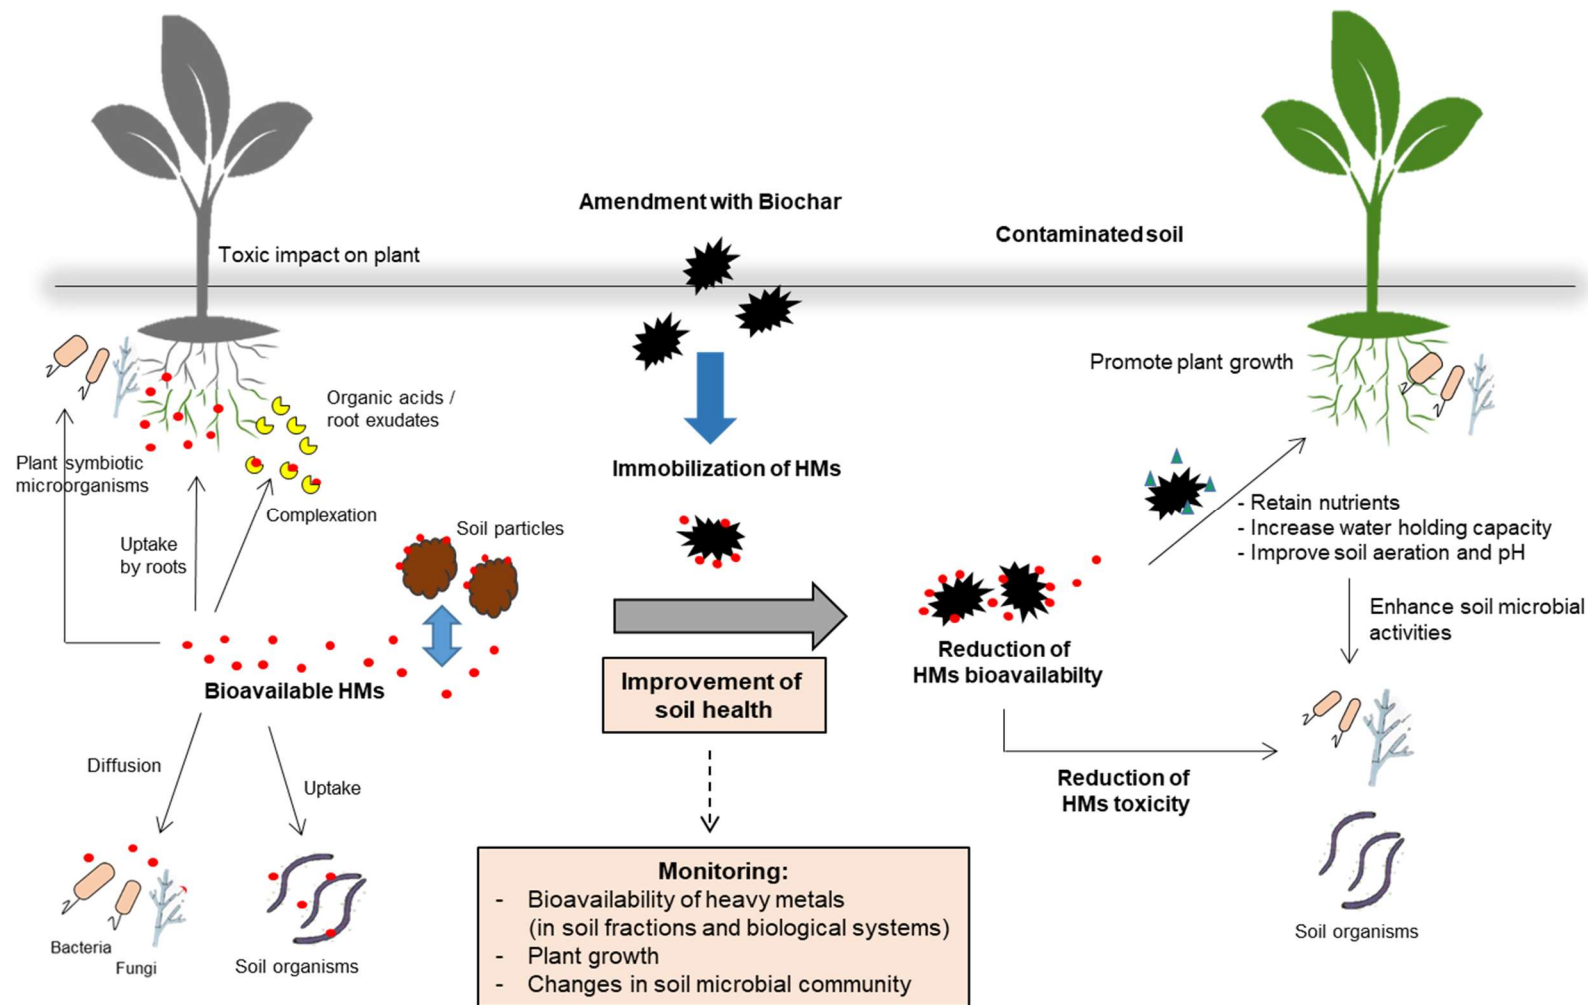 Amendment with Biochar
Contaminated soil
Toxic impact on plant
Promote plant growth
Organic acids /
root exudates
Plant symbiotic
microorganisms
Immobilization of HMs
Complexation
Uptake
by roots
Soil particles
- Retain nutrients
- Increase water holding capacity
- Improve soil aeration and pH
Enhance soil microbial
activities
Bioavailable HMs
Improvement of
soil health
Reduction of
HMs bioavailabilty
Diffusion
Uptake
Reduction of
HMs toxicity
Bacteria
Fungi
Soil organisms
Monitoring:
- Bioavailability of heavy metals
(in soil fractions and biological systems)
- Plant growth
- Changes in soil microbial community
Soil organisms